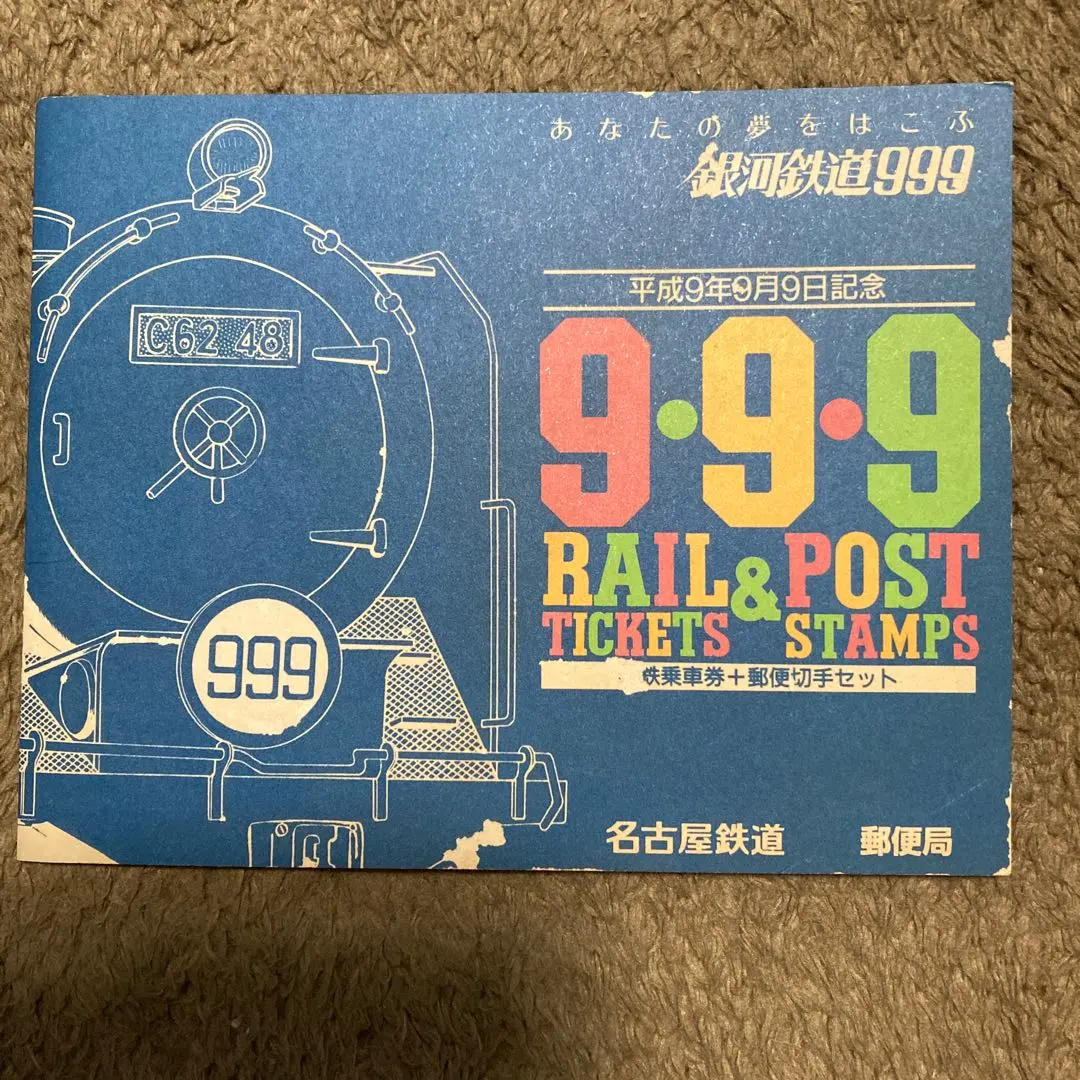 あなたの夢をはこふ
銀河鉄道999
平成9年9月9日記念
9・9・9
RAIL & POST
TICKETS STAMPS
鉄乗車券＋郵便切手セット
名古屋鉄道 郵便局
C62 48
999